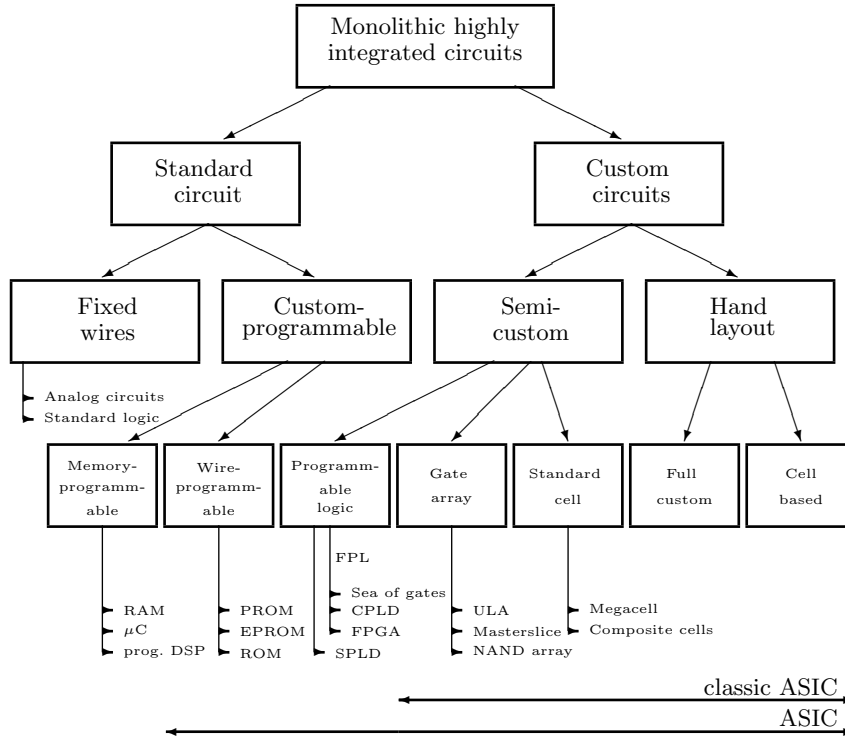 Monolithic highly
integrated circuits
Standard
circuit
Custom
circuits
Fixed
wires
Custom-
programmable
Semi-
custom
Hand
layout
Analog circuits
Standard logic
Memory-
programm-
able
Wire-
programm-
able
Programm-
able
logic
Gate
array
Standard
cell
Full
custom
Cell
based
RAM
μC
prog. DSP
PROM
EPROM
ROM
FPL
Sea of gates
CPLD
FPGA
SPLD
ULA
Masterslice
NAND array
Megacell
Composite cells
classic ASIC
ASIC